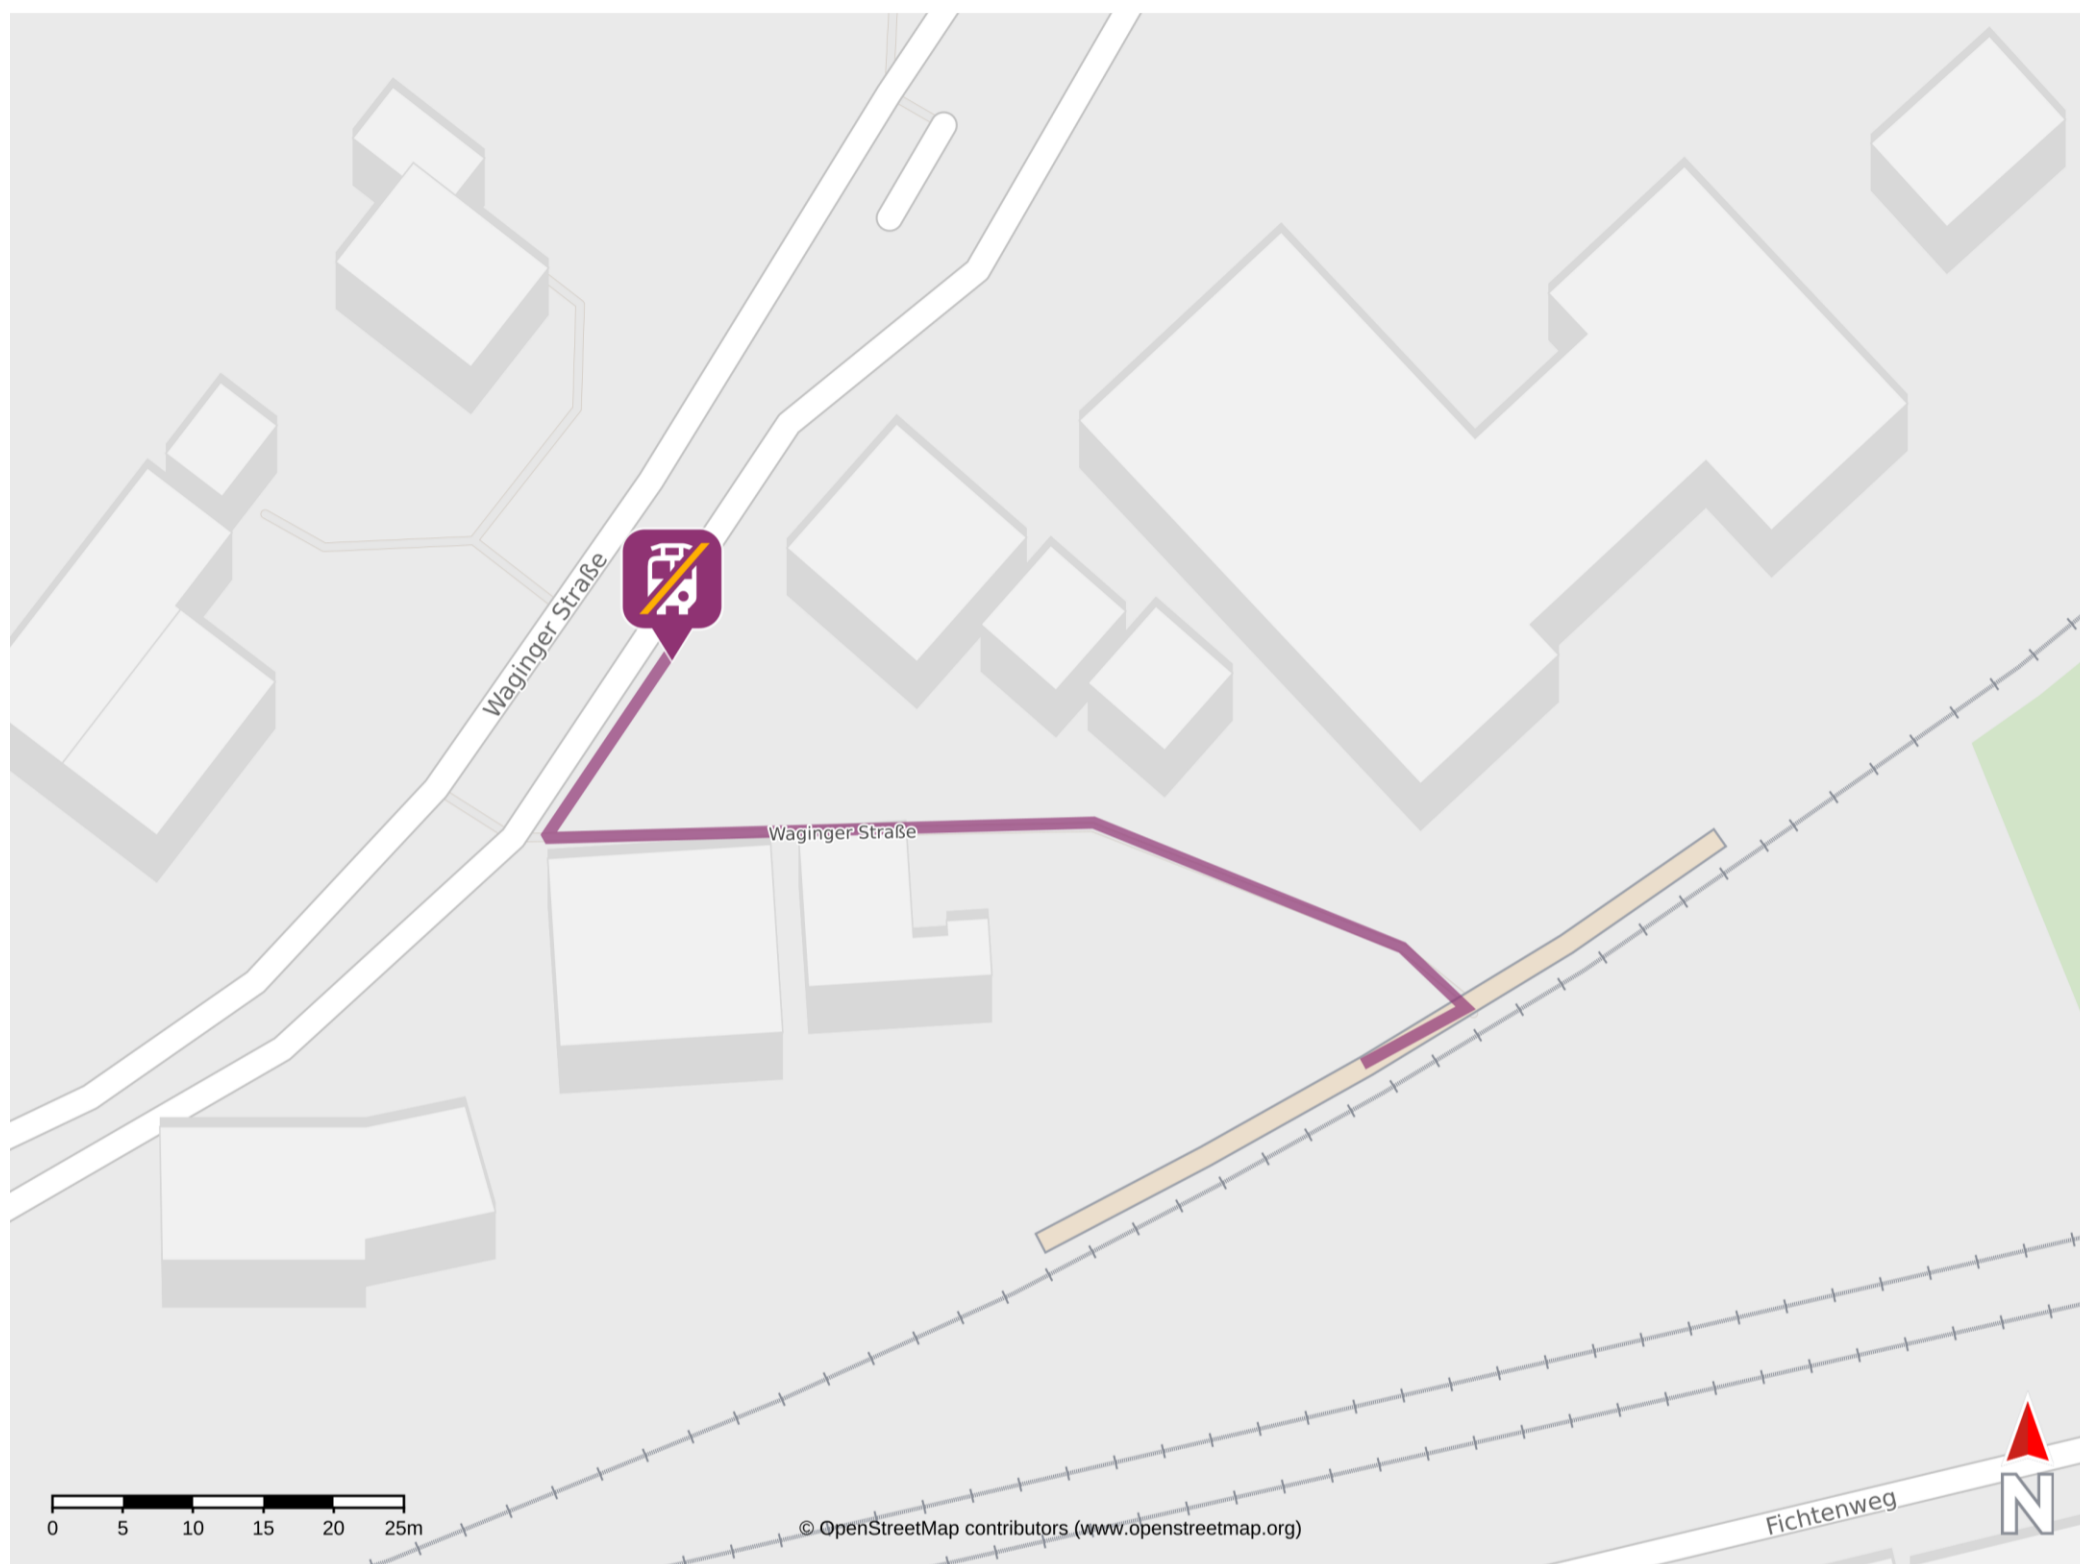 Waginger Straße
Waginger Straße
Fichtenweg
N
0 5 10 15 20 25m
© OpenStreetMap contributors (www.openstreetmap.org)